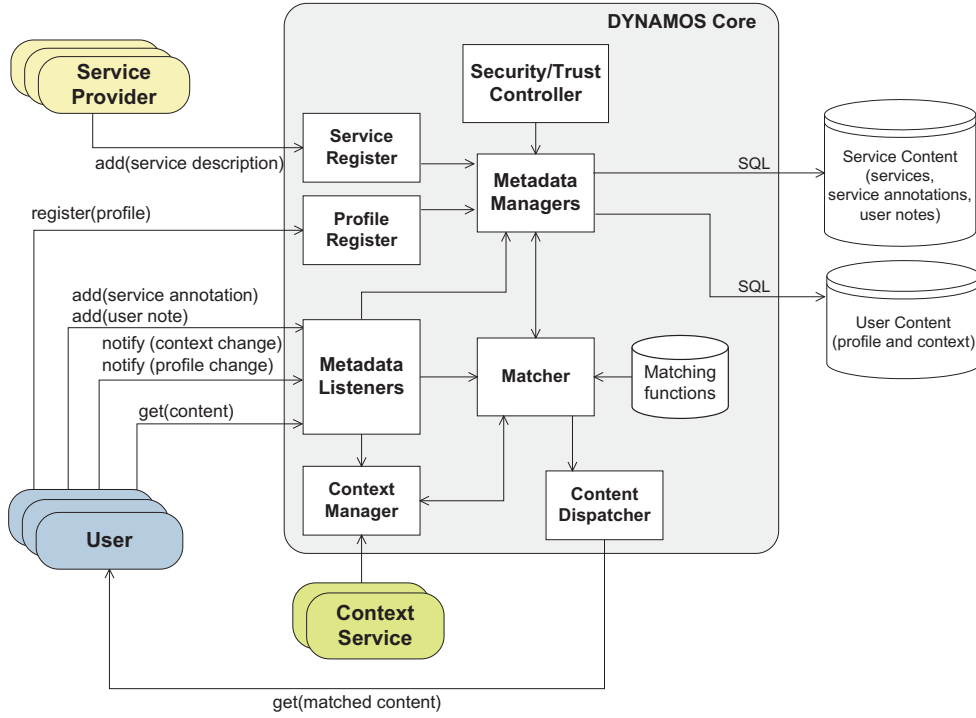 DYNAMOS Core
Service
Provider
Security/Trust
Controller
add(service description)
Service
Register
Metadata
Managers
SQL
Service Content
(services,
service annotations,
user notes)
register(profile)
Profile
Register
SQL
User Content
(profile and context)
add(service annotation)
add(user note)
notify (context change)
notify (profile change)
get(content)
Metadata
Listeners
Matcher
Matching
functions
Context
Manager
Content
Dispatcher
User
Context
Service
get(matched content)